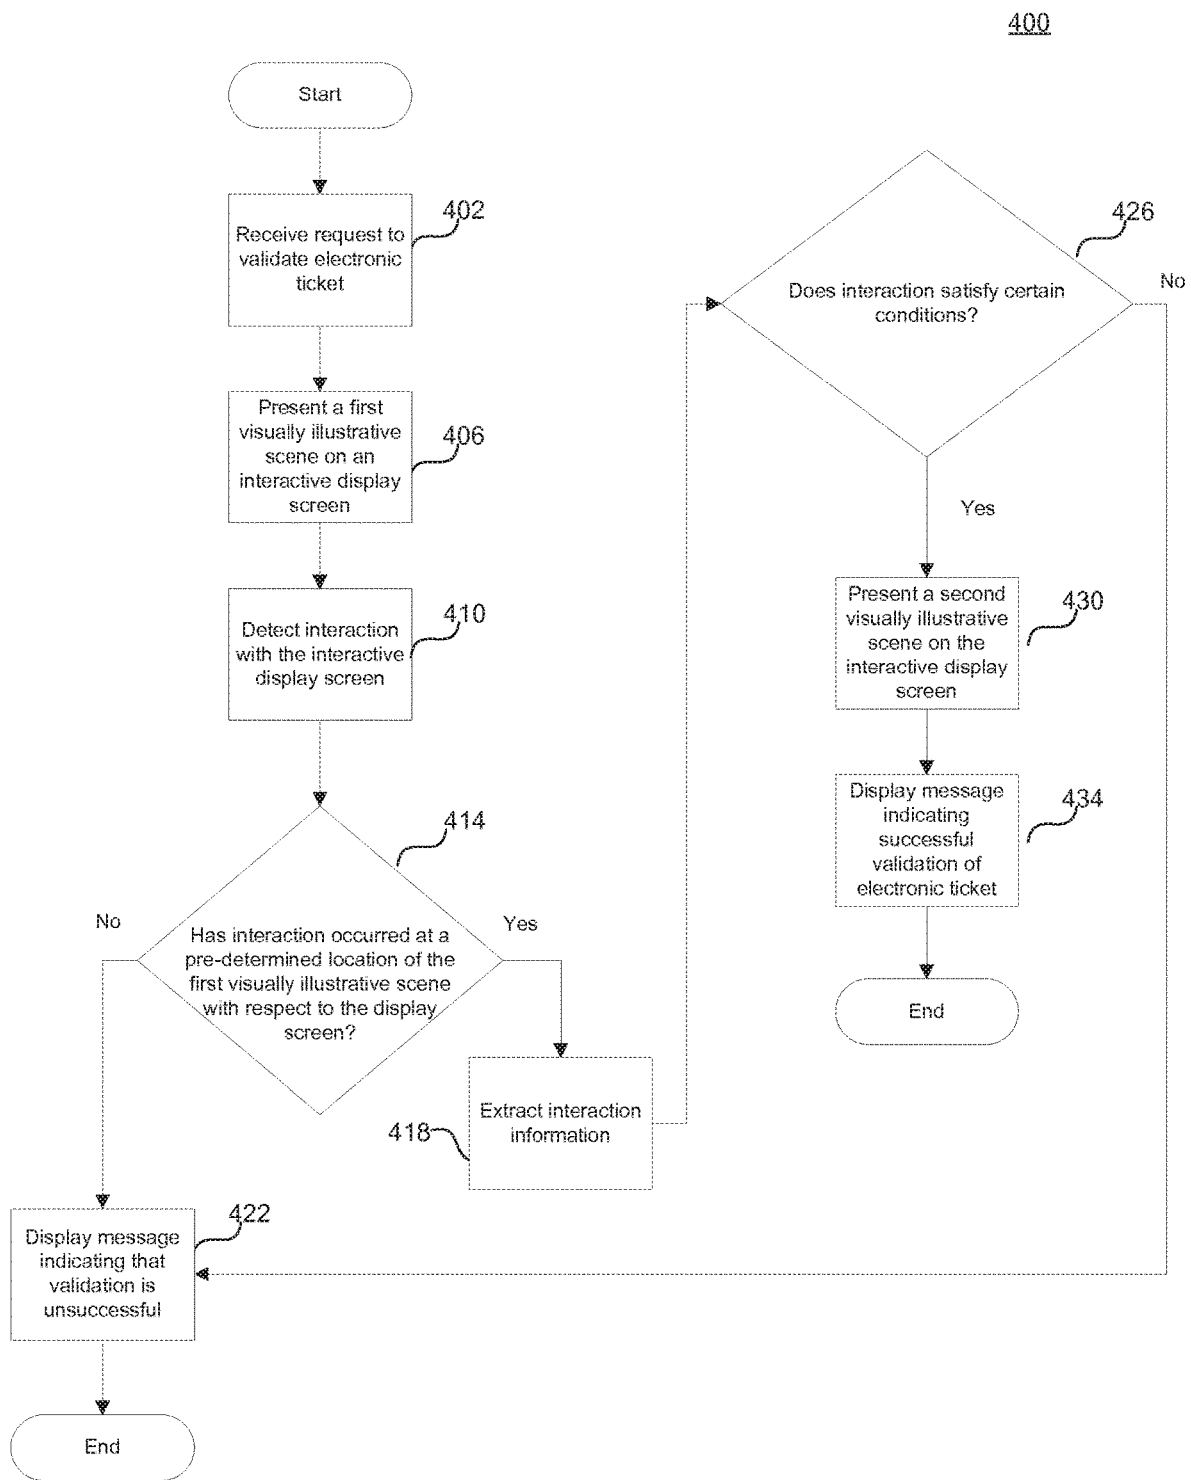 400
Start
402
Receive request to
validate electronic
ticket
406
Present a first
visually illustrative
scene on an
interactive display
screen
410
Detect interaction
with the interactive
display screen
414
No
Yes
Has interaction occurred at a
pre-determined location of the
first visually illustrative scene
with respect to the display
screen?
418
Extract interaction
information
422
Display message
indicating that
validation is
unsuccessful
End
426
No
Does interaction satisfy certain
conditions?
Yes
430
Present a second
visually illustrative
scene on the
interactive display
screen
434
Display message
indicating
successful
validation of
electronic ticket
End